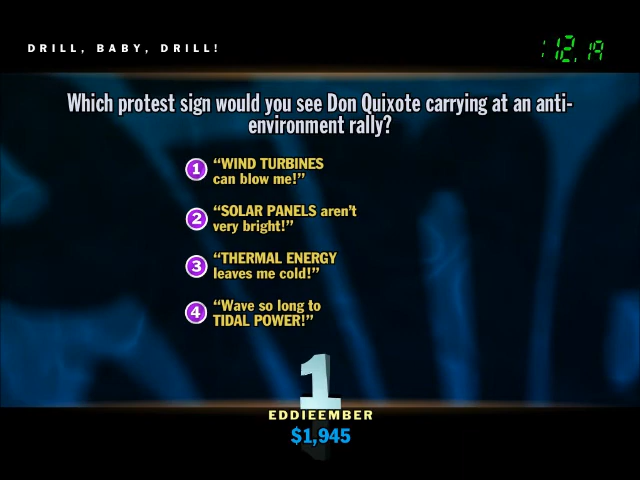 DRILL, BABY, DRILL!
:12.19
Which protest sign would you see Don Quixote carrying at an anti-
environment rally?
1 "WIND TURBINES
can blow me!"
2 "SOLAR PANELS aren't
very bright!"
3 "THERMAL ENERGY
leaves me cold!"
4 "Wave so long to
TIDAL POWER!"
1
EDDIEEMBER
$1,945